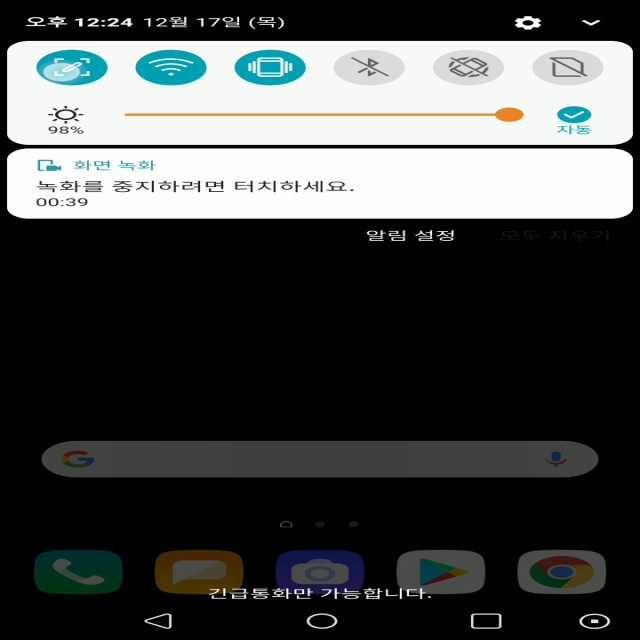 오후 12:24 12월 17일 (목)
98%
자동
화면 녹화
녹화를 중지하려면 터치하세요.
00:39
알림 설정 모두 지우기
긴급통화만 가능합니다.